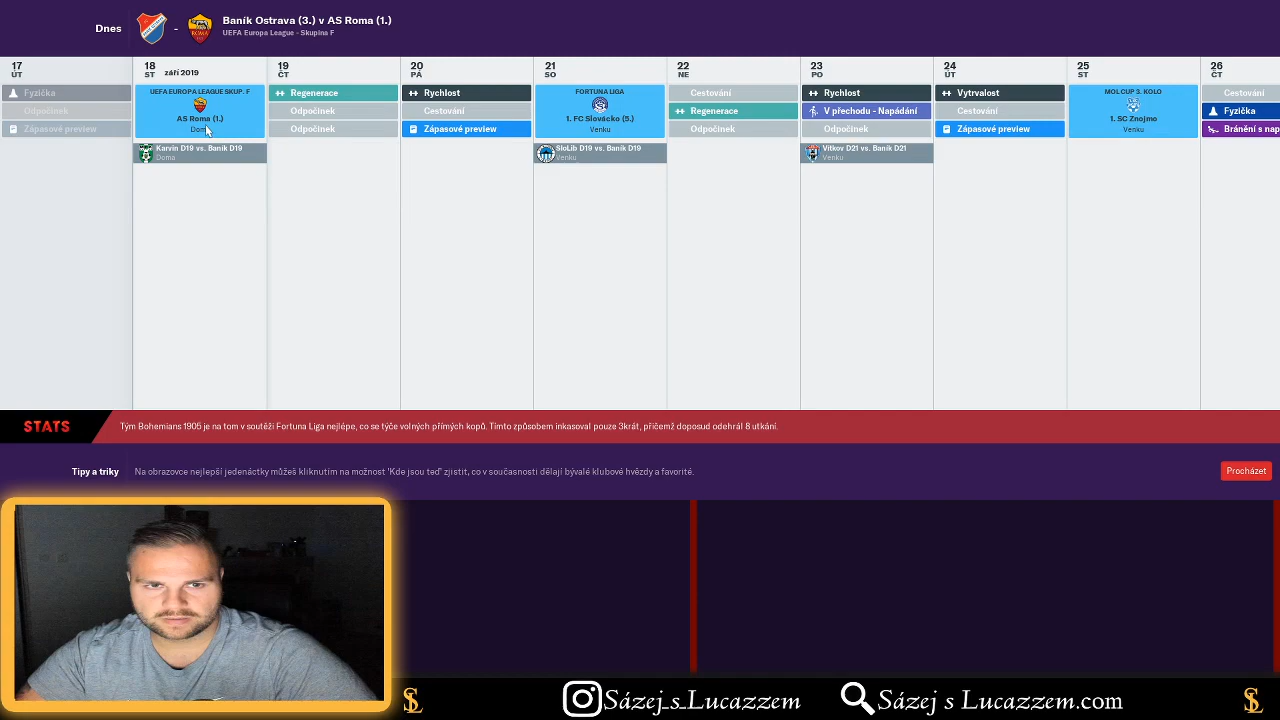 Dnes
Baník Ostrava (3.) v AS Roma (1.)
UEFA Europa League - Skupina F
17
ÚT
Fyzička
Odpočinek
Zápasové preview
18
ST
září 2019
UEFA EUROPA LEAGUE SKUP. F
AS Roma (1.)
Doma
Karvin D19 vs. Baník D19
Doma
19
ČT
Regenerace
Odpočinek
Odpočinek
20
PÁ
Rychlost
Cestování
Zápasové preview
21
SO
FORTUNA LIGA
1. FC Slovácko (5.)
Venku
SloLib D19 vs. Baník D19
Venku
22
NE
Cestování
Regenerace
Odpočinek
23
PO
Rychlost
V přechodu - Napádání
Odpočinek
Vítkov D21 vs. Baník D21
Venku
24
ÚT
Vytrvalost
Cestování
Zápasové preview
25
ST
MOL CUP 3. KOLO
1. SC Znojmo
Venku
26
ČT
Cestování
Fyzička
Bránění s nap
STATS
Tým Bohemians 1905 je na tom v soutěži Fortuna Liga nejlépe, co se týče volných přímých kopů. Tímto způsobem inkasoval pouze 3krát, přičemž doposud odehrál 8 utkání.
Tipy a triky
Na obrazovce nejlepší jedenáctky můžeš kliknutím na možnost 'Kde jsou teď' zjistit, co v současnosti dělají bývalé klubové hvězdy a favorité.
Procházet
Sázej_s_Lucazzem
Sázej s Lucazzem.com